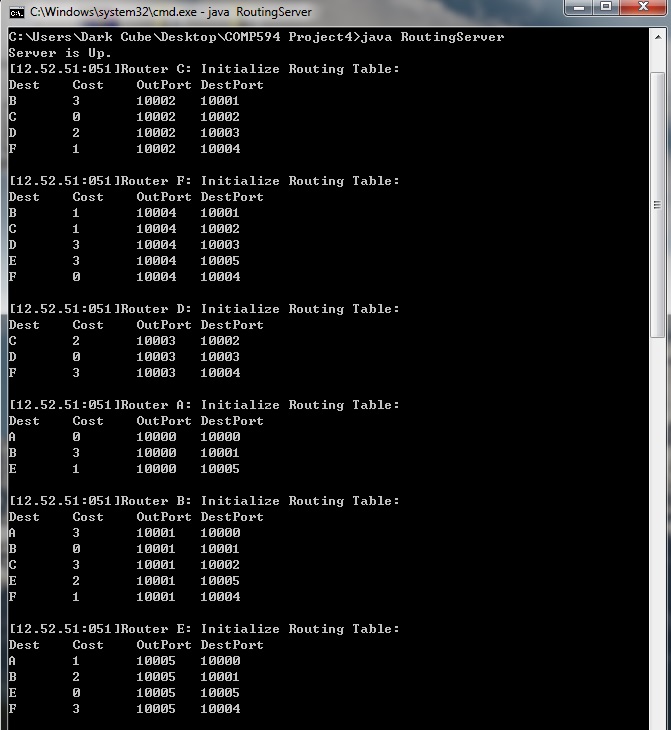 C:\Windows\system32\cmd.exe - java  RoutingServer
C:\Users\Dark Cube\Desktop\COMP594 Project4>java RoutingServer
Server is Up.
[12.52.51:051]Router C: Initialize Routing Table:
Dest    Cost    OutPort DestPort
B       3       10002   10001
C       0       10002   10002
D       2       10002   10003
F       1       10002   10004

[12.52.51:051]Router F: Initialize Routing Table:
Dest    Cost    OutPort DestPort
B       1       10004   10001
C       1       10004   10002
D       3       10004   10003
E       3       10004   10005
F       0       10004   10004

[12.52.51:051]Router D: Initialize Routing Table:
Dest    Cost    OutPort DestPort
C       2       10003   10002
D       0       10003   10003
F       3       10003   10004

[12.52.51:051]Router A: Initialize Routing Table:
Dest    Cost    OutPort DestPort
A       0       10000   10000
B       3       10000   10001
E       1       10000   10005

[12.52.51:051]Router B: Initialize Routing Table:
Dest    Cost    OutPort DestPort
A       3       10001   10000
B       0       10001   10001
C       3       10001   10002
E       2       10001   10005
F       1       10001   10004

[12.52.51:051]Router E: Initialize Routing Table:
Dest    Cost    OutPort DestPort
A       1       10005   10000
B       2       10005   10001
E       0       10005   10005
F       3       10005   10004